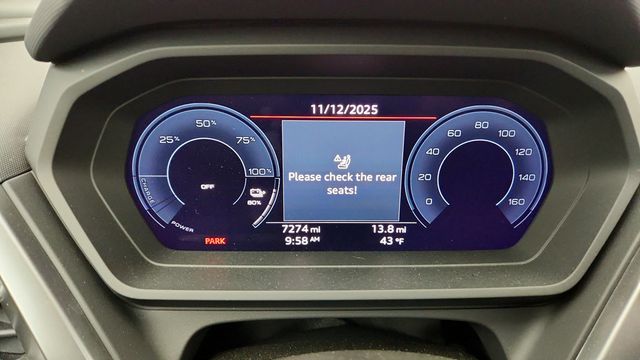 11/12/2025
50%
25%
75%
100%
CHARGE
OFF
POWER
80%
Please check the rear
seats!
80
60
100
40
120
20
140
0
160
7274 mi
13.8 mi
PARK
9:58 AM
43 °F